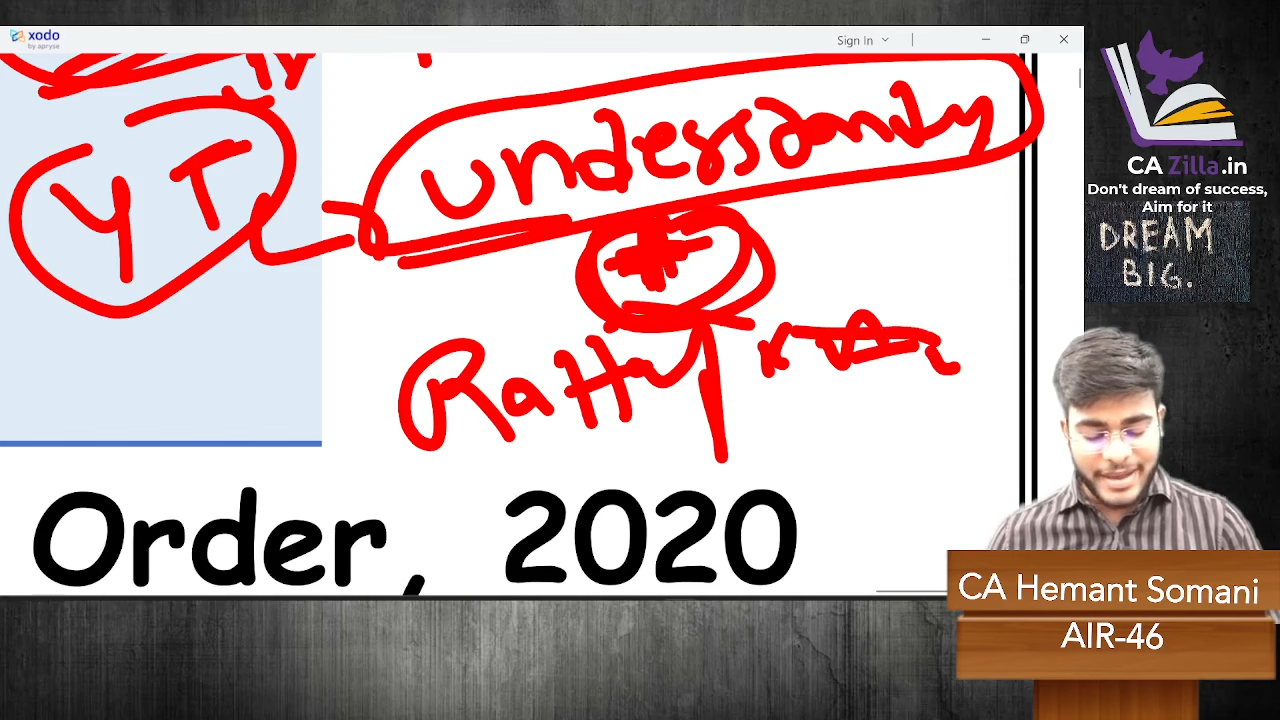 xodo
by apryse
Sign In
YT
understanding
Rattu
Order, 2020
CA Zilla.in
Don't dream of success,
Aim for it
DREAM
BIG.
CA Hemant Somani
AIR-46